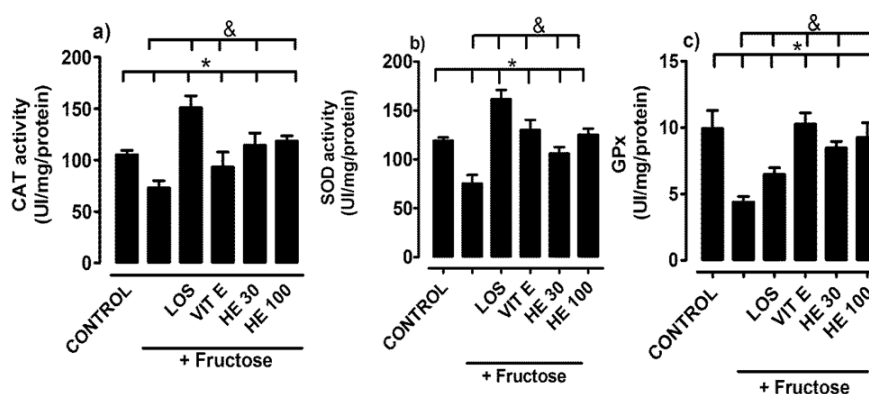 a)
&
*
CAT activity
(UI/mg/protein)
200
150
100
50
0
CONTROL
LOS
VIT E
HE 30
HE 100
+ Fructose
b)
&
*
SOD activity
(UI/mg/protein)
200
150
100
50
0
CONTROL
LOS
VIT E
HE 30
HE 100
+ Fructose
c)
&
*
GPx
(UI/mg/protein)
15
10
5
0
CONTROL
LOS
VIT E
HE 30
HE 100
+ Fructose